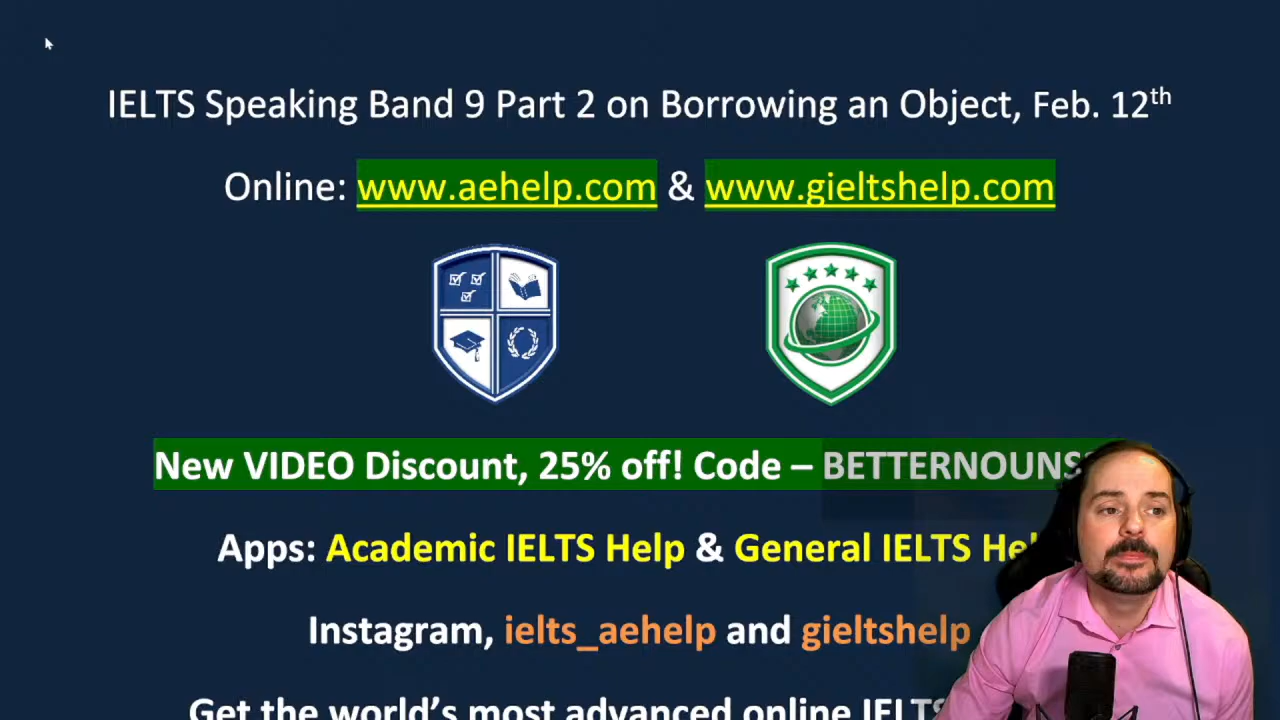 IELTS Speaking Band 9 Part 2 on Borrowing an Object, Feb. 12th
Online: www.aehelp.com & www.gieltshelp.com
New VIDEO Discount, 25% off! Code – BETTERNOUNS
Apps: Academic IELTS Help & General IELTS
Instagram, ielts_aehelp and gieltshelp
Get the world's most advanced online IELTS